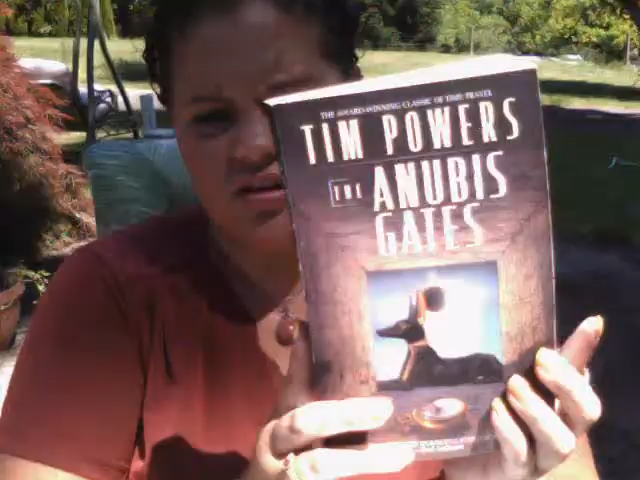 THE AWARD-WINNING CLASSIC OF TIME TRAVEL
TIM POWERS
THE ANUBIS
GATES